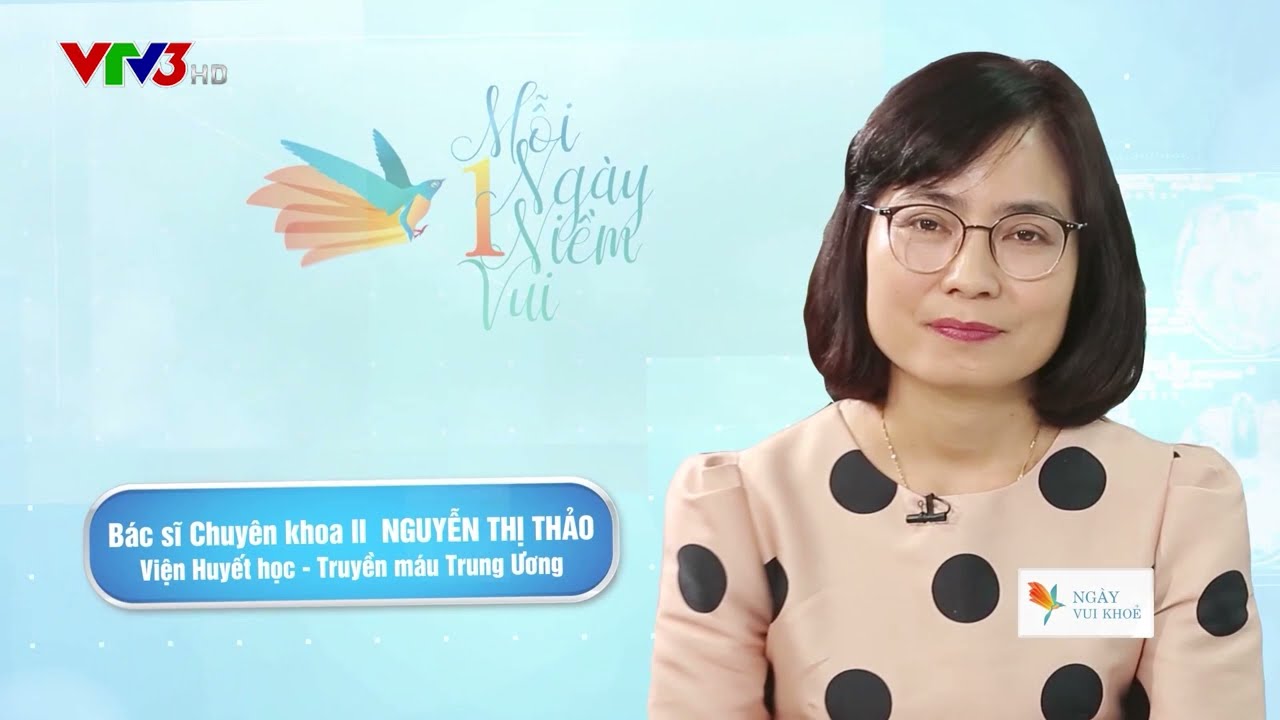 VTV3 HD
Mỗi
1 Ngày
Niềm
Vui
Bác sĩ Chuyên khoa II NGUYỄN THỊ THẢO
Viện Huyết học - Truyền máu Trung Ương
NGÀY
VUI KHOẺ